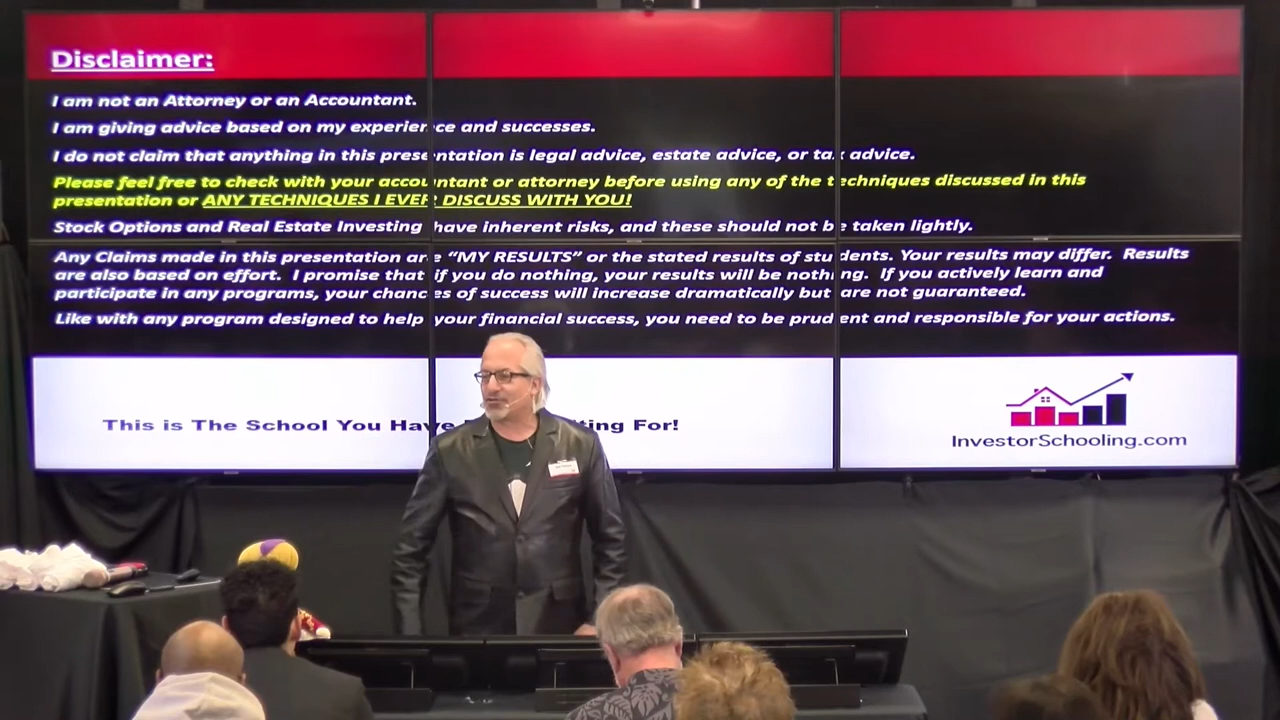 Disclaimer:
I am not an Attorney or an Accountant.
I am giving advice based on my experience and successes.
I do not claim that anything in this presentation is legal advice, estate advice, or tax advice.
Please feel free to check with your accountant or attorney before using any of the techniques discussed in this
presentation or ANY TECHNIQUES I EVER DISCUSS WITH YOU!
Stock Options and Real Estate Investing have inherent risks, and these should not be taken lightly.
Any Claims made in this presentation are “MY RESULTS” or the stated results of students. Your results may differ. Results
are also based on effort. I promise that if you do nothing, your results will be nothing. If you actively learn and
participate in any programs, your chances of success will increase dramatically but are not guaranteed.
Like with any program designed to help your financial success, you need to be prudent and responsible for your actions.
This is The School You Have For!
InvestorSchooling.com